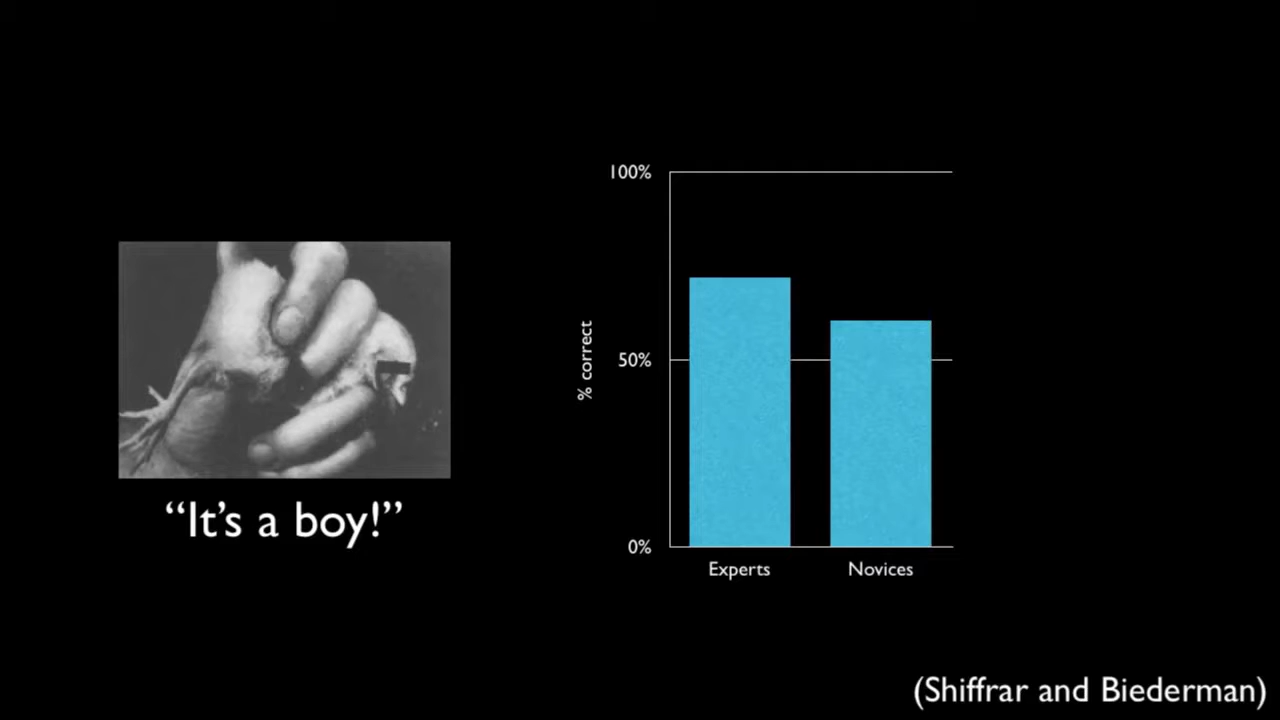 “It’s a boy!”
% correct
100%
50%
0%
Experts
Novices
(Shiffrar and Biederman)